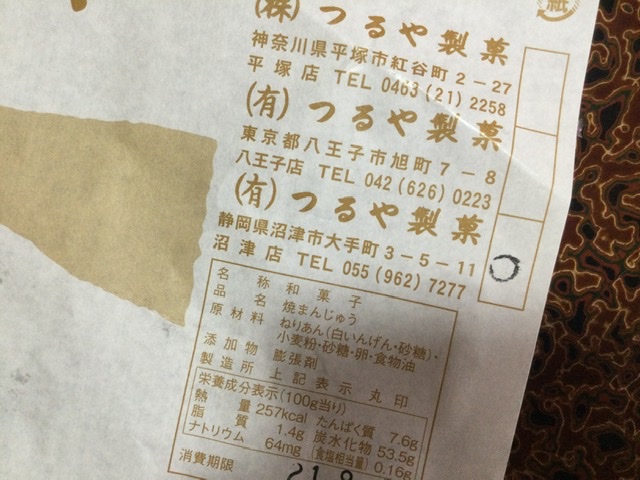 紙
(株)つるや製菓
神奈川県平塚市紅谷町2-27
平塚店 TEL 0463(21)2258
(有)つるや製菓
東京都八王子市旭町7-8
八王子店 TEL 042(626)0223
(有)つるや製菓
静岡県沼津市大手町3-5-11
沼津店 TEL 055(962)7277
名称 和菓子
品名 焼まんじゅう
原材料 ねりあん(白いんげん・砂糖)・
小麦粉・砂糖・卵・食物油
添加物 膨張剤
製造所 上記表示丸印
栄養成分表示(100g当り)
熱量 257kcal たんぱく質 7.6g
脂質 1.4g 炭水化物 53.5g
ナトリウム 64mg (食塩相当量) 0.16g
消費期限